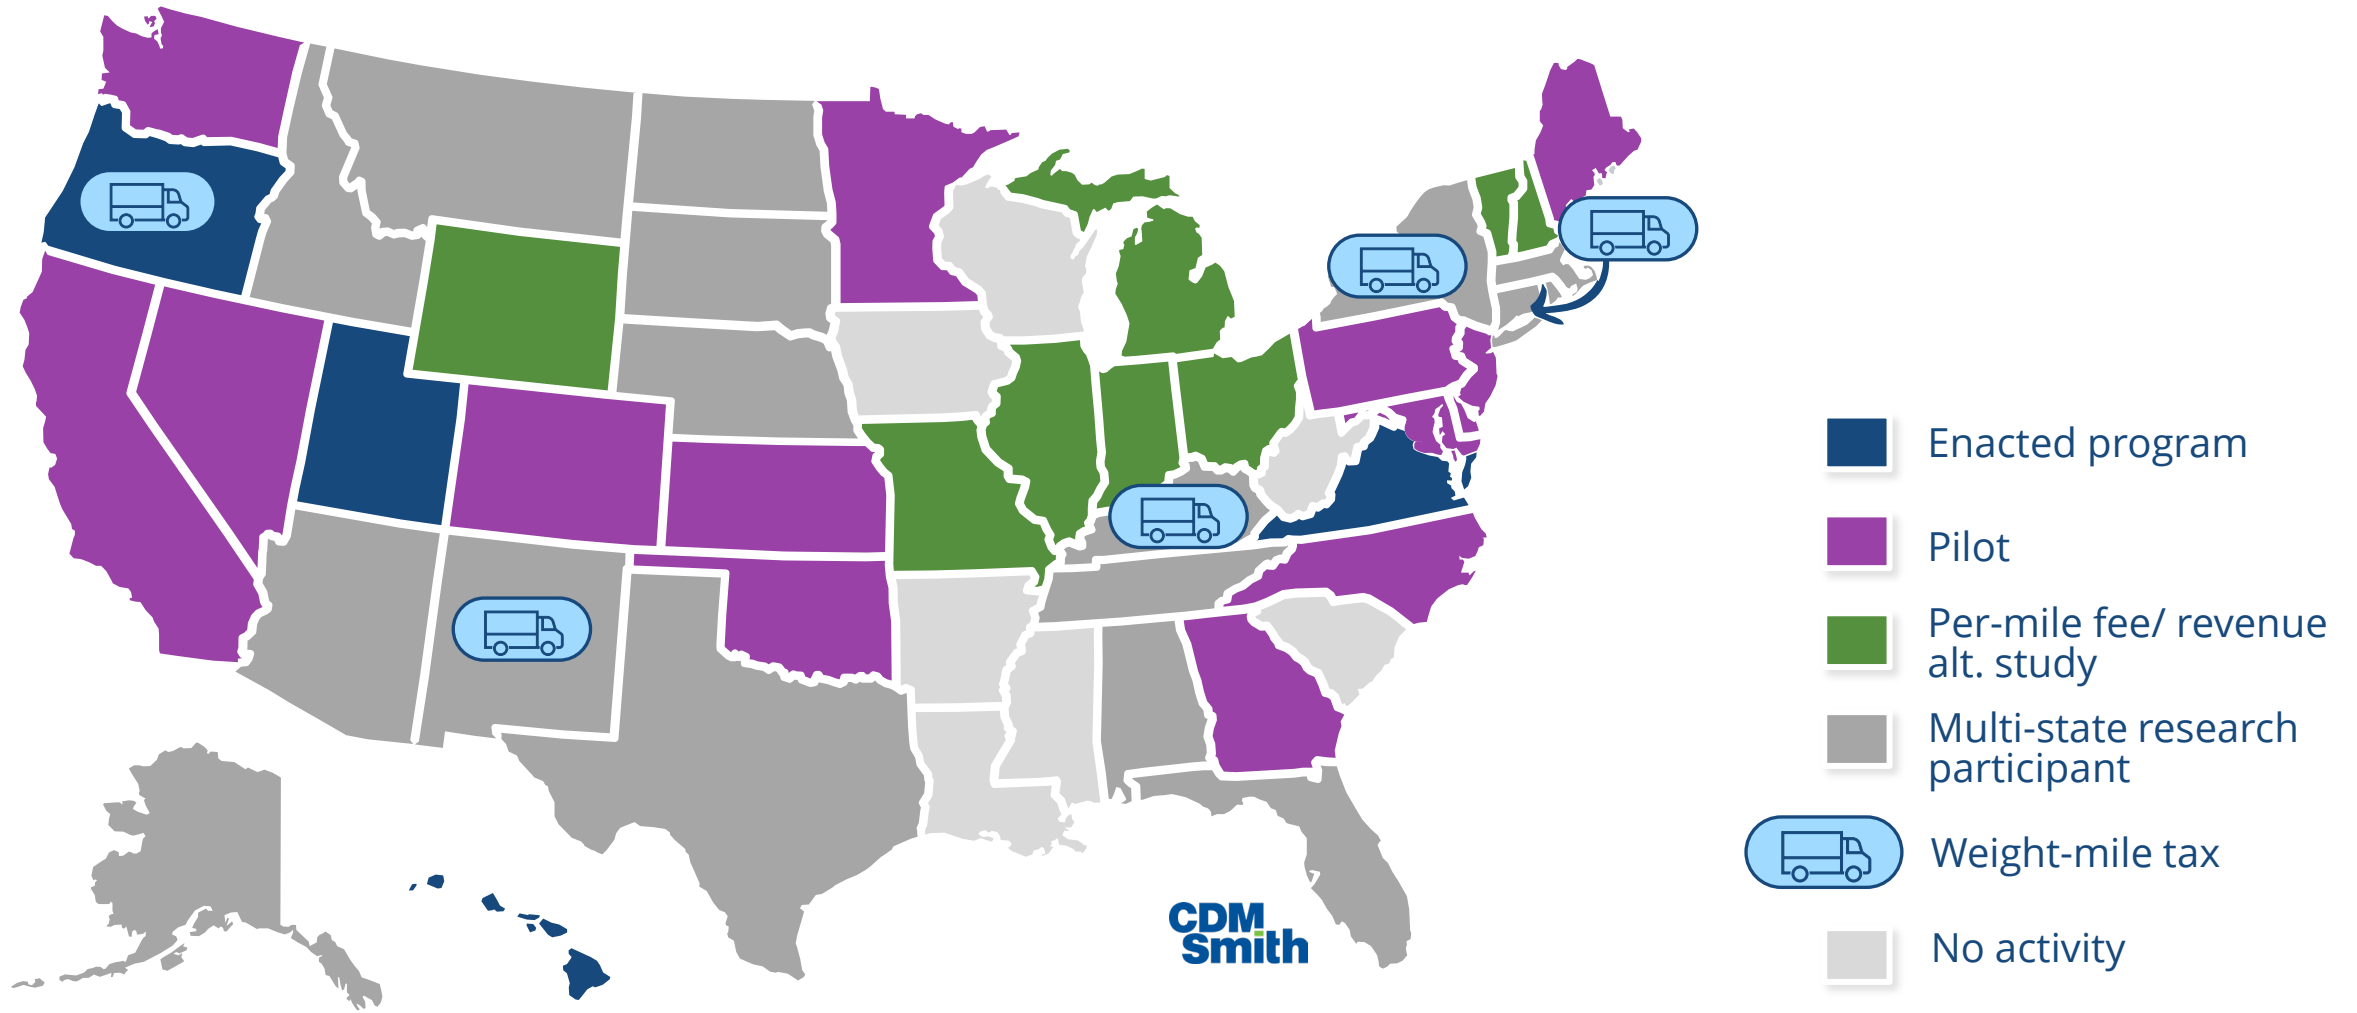 Enacted program
Pilot
Per-mile fee/ revenue
alt. study
Multi-state research
participant
Weight-mile tax
No activity
CDM
Smith